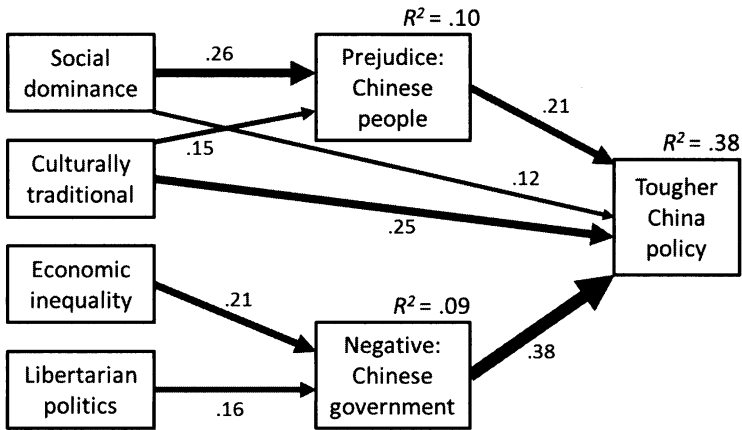 R² = .10
Social
dominance
.26
Prejudice:
Chinese
people
.21
R² = .38
Culturally
traditional
.15
.12
.25
Tougher
China
policy
Economic
inequality
.21
R² = .09
Negative:
Chinese
government
.38
Libertarian
politics
.16